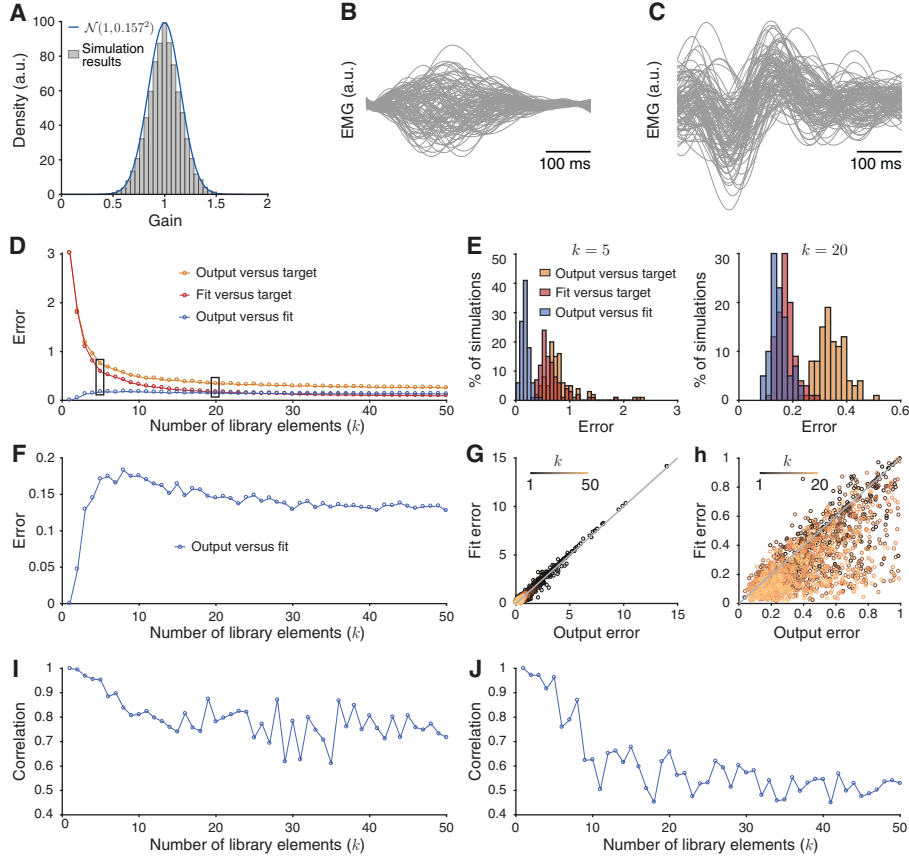 A
Density (a.u.)
100
80
60
40
20
0
N(1,0.157²)
Simulation
results
0
0.5
1
1.5
2
Gain
B
EMG (a.u.)
100 ms
C
EMG (a.u.)
100 ms
D
Error
3
2
1
0
Output versus target
Fit versus target
Output versus fit
0
10
20
30
40
50
Number of library elements (k)
E
k = 5
% of simulations
50
40
30
20
10
0
Output versus target
Fit versus target
Output versus fit
0
1
2
3
Error
k = 20
% of simulations
30
20
10
0
0
0.2
0.4
0.6
Error
F
Error
0.2
0.15
0.1
0.05
0
Output versus fit
0
10
20
30
40
50
Number of library elements (k)
G
Fit error
15
10
5
0
k
1
50
0
5
10
15
Output error
h
Fit error
1
0.8
0.6
0.4
0.2
0
k
1
20
0
0.2
0.4
0.6
0.8
1
Output error
I
Correlation
1
0.9
0.8
0.7
0.6
0.5
0.4
0
10
20
30
40
50
Number of library elements (k)
J
Correlation
1
0.9
0.8
0.7
0.6
0.5
0.4
0
10
20
30
40
50
Number of library elements (k)